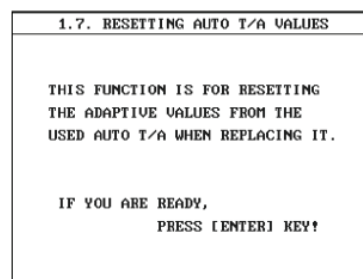 1.7. RESETTING AUTO T/A VALUES
THIS FUNCTION IS FOR RESETTING
THE ADAPTIVE VALUES FROM THE
USED AUTO T/A WHEN REPLACING IT.
IF YOU ARE READY,
PRESS [ENTER] KEY!